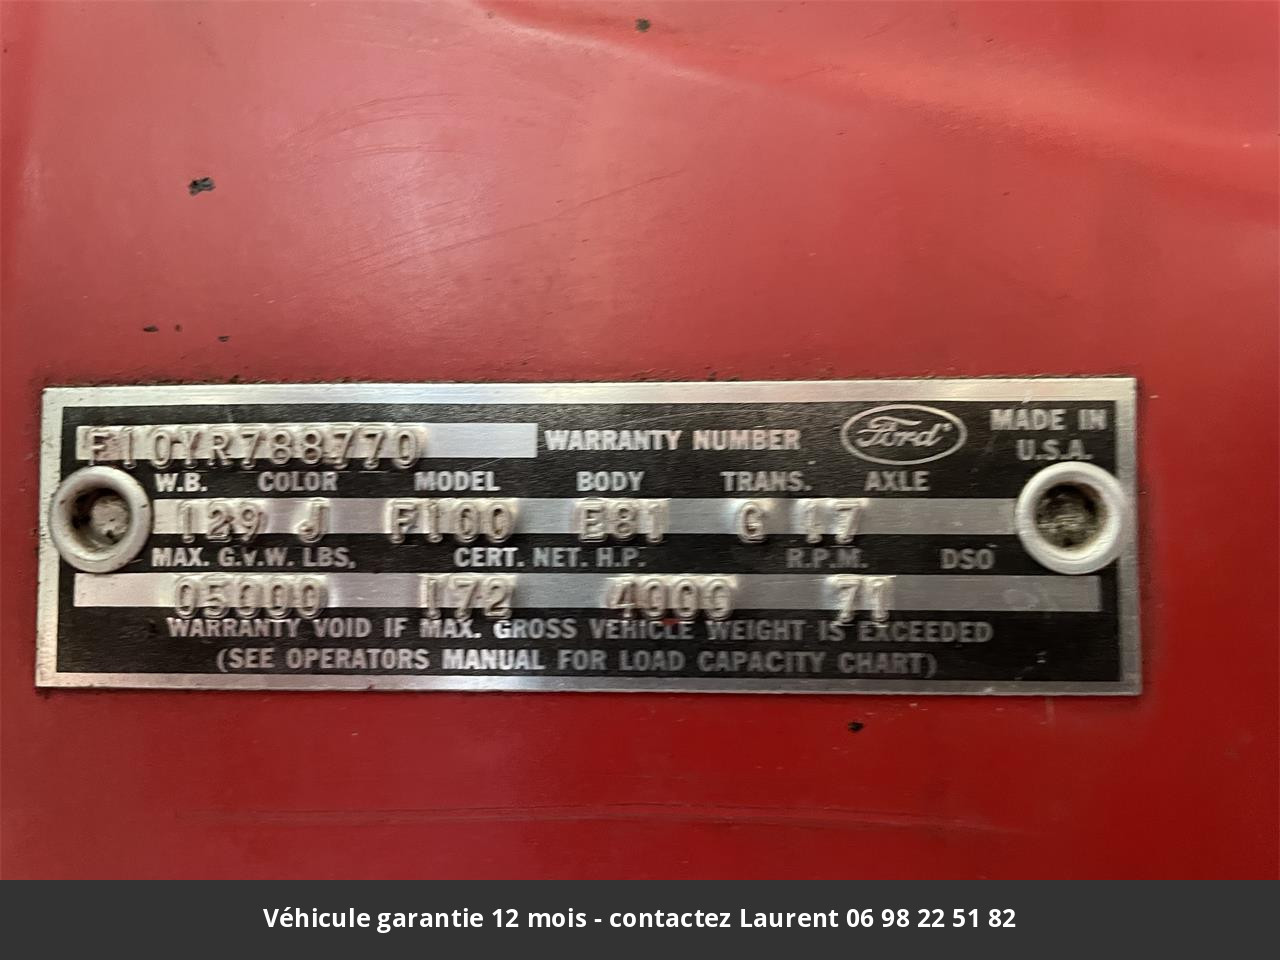 F10YR788770 WARRANTY NUMBER Ford MADE IN U.S.A.
W.B. COLOR MODEL BODY TRANS. AXLE
129 J F100 E81 G 17
MAX. G.V.W. LBS. CERT. NET. H.P. R.P.M. DSO
05000 172 4000 71
WARRANTY VOID IF MAX. GROSS VEHICLE WEIGHT IS EXCEEDED
(SEE OPERATORS MANUAL FOR LOAD CAPACITY CHART)
Véhicule garantie 12 mois - contactez Laurent 06 98 22 51 82